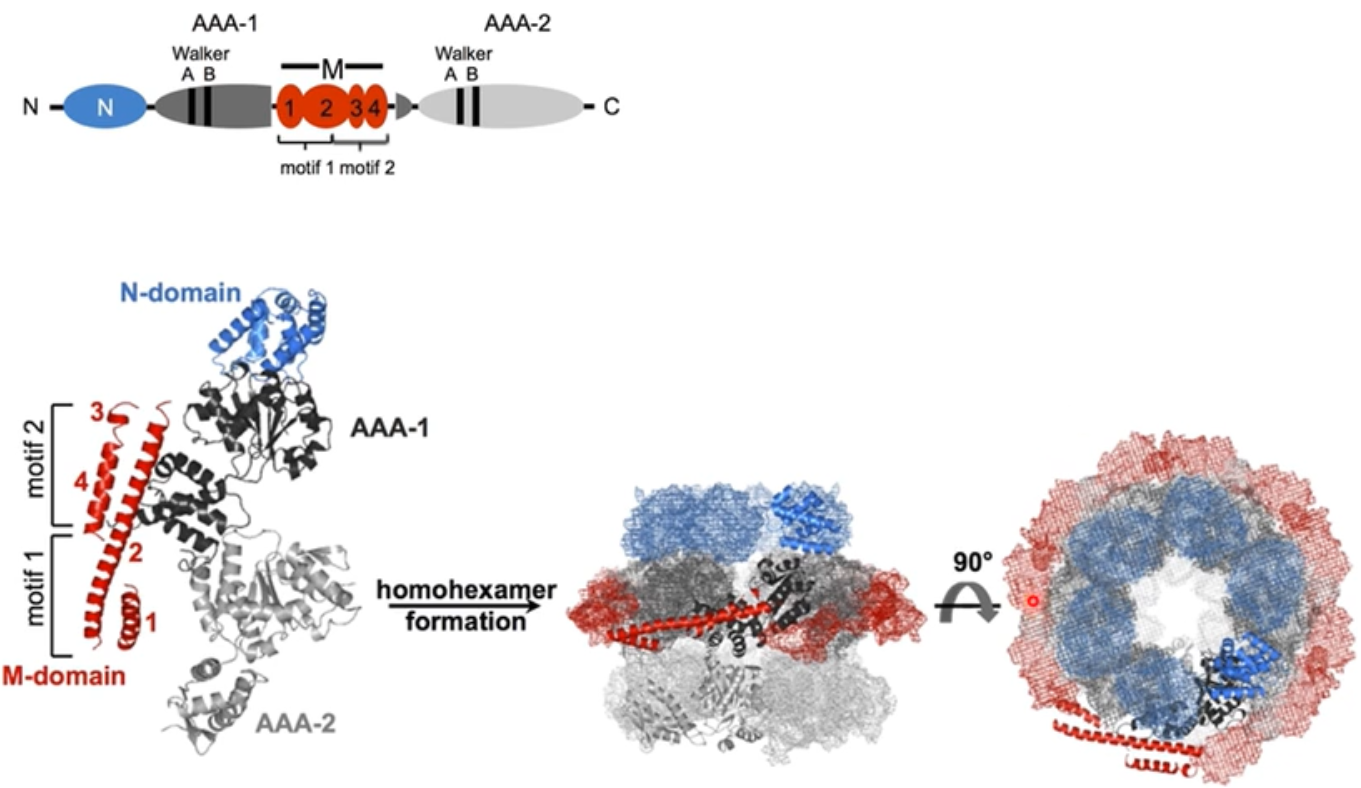 AAA-1
AAA-2
Walker
A B
M
Walker
A B
N
N
1
2
3
4
C
motif 1 motif 2
N-domain
motif 2
3
AAA-1
4
motif 1
2
1
M-domain
AAA-2
homohexamer
formation
90°